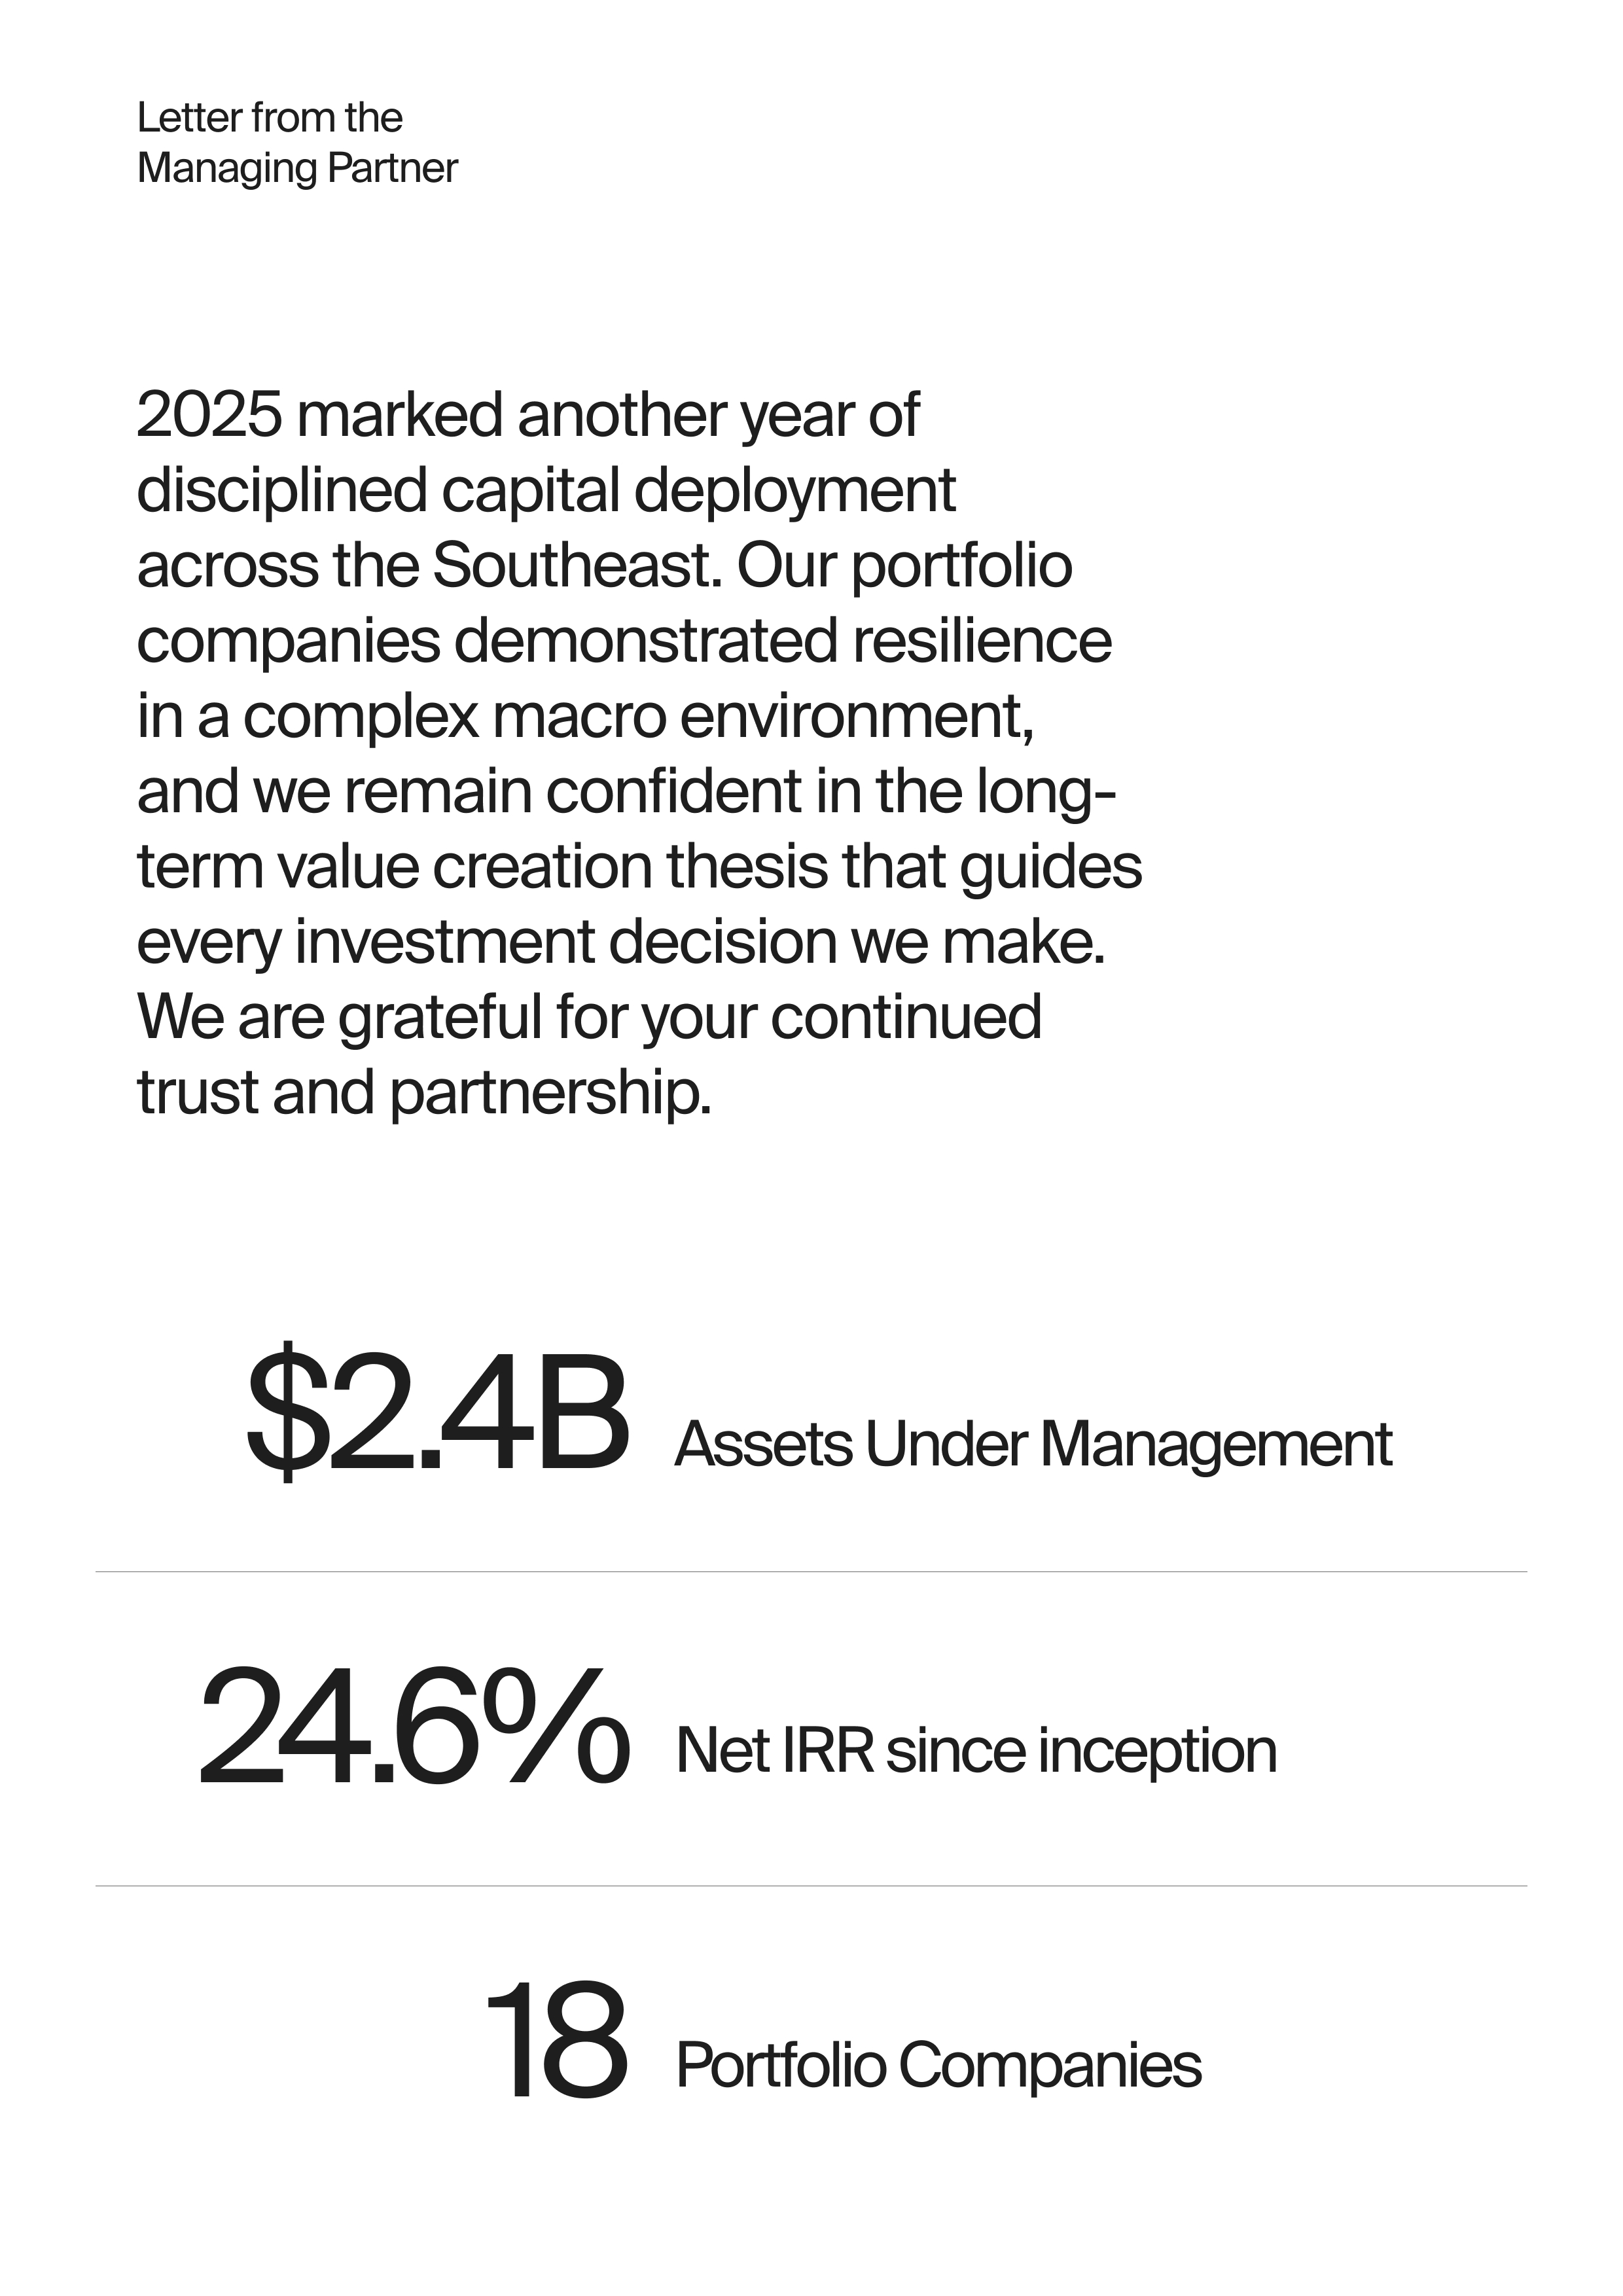 Letter from the
Managing Partner
2025 marked another year of
disciplined capital deployment
across the Southeast. Our portfolio
companies demonstrated resilience
in a complex macro environment,
and we remain confident in the long-
term value creation thesis that guides
every investment decision we make.
We are grateful for your continued
trust and partnership.
$2.4B Assets Under Management
24.6% Net IRR since inception
18 Portfolio Companies